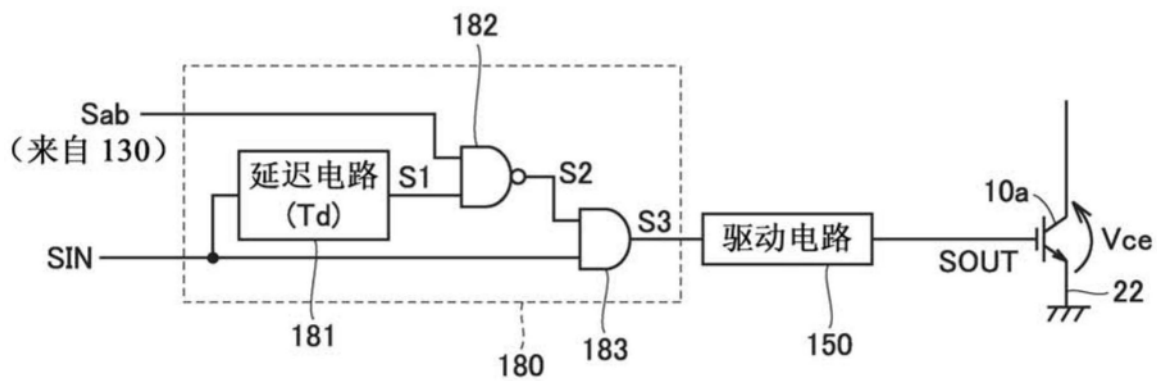 182
Sab
（来自 130）
延迟电路
(Td)
S1
S2
S3
驱动电路
10a
Vce
SIN
SOUT
22
181
180
183
150